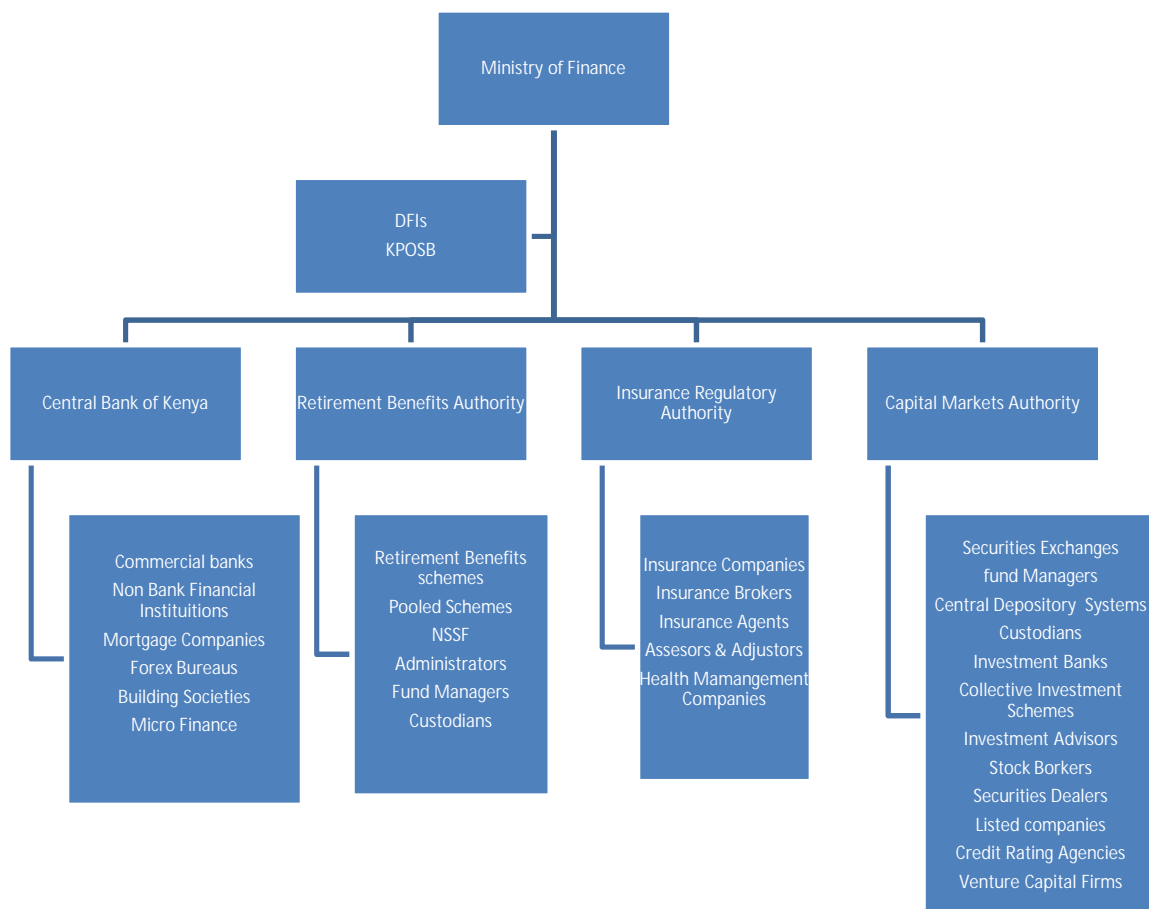 Ministry of Finance
DFIs
KPOSB
Central Bank of Kenya
Retirement Benefits Authority
Insurance Regulatory
Authority
Capital Markets Authority
Commercial banks
Non Bank Financial
Instituitions
Mortgage Companies
Forex Bureaus
Building Societies
Micro Finance
Retirement Benefits
schemes
Pooled Schemes
NSSF
Administrators
Fund Managers
Custodians
Insurance Companies
Insurance Brokers
Insurance Agents
Assesors & Adjustors
Health Mamangement
Companies
Securities Exchanges
fund Managers
Central Depository Systems
Custodians
Investment Banks
Collective Investment
Schemes
Investment Advisors
Stock Borkers
Securities Dealers
Listed companies
Credit Rating Agencies
Venture Capital Firms